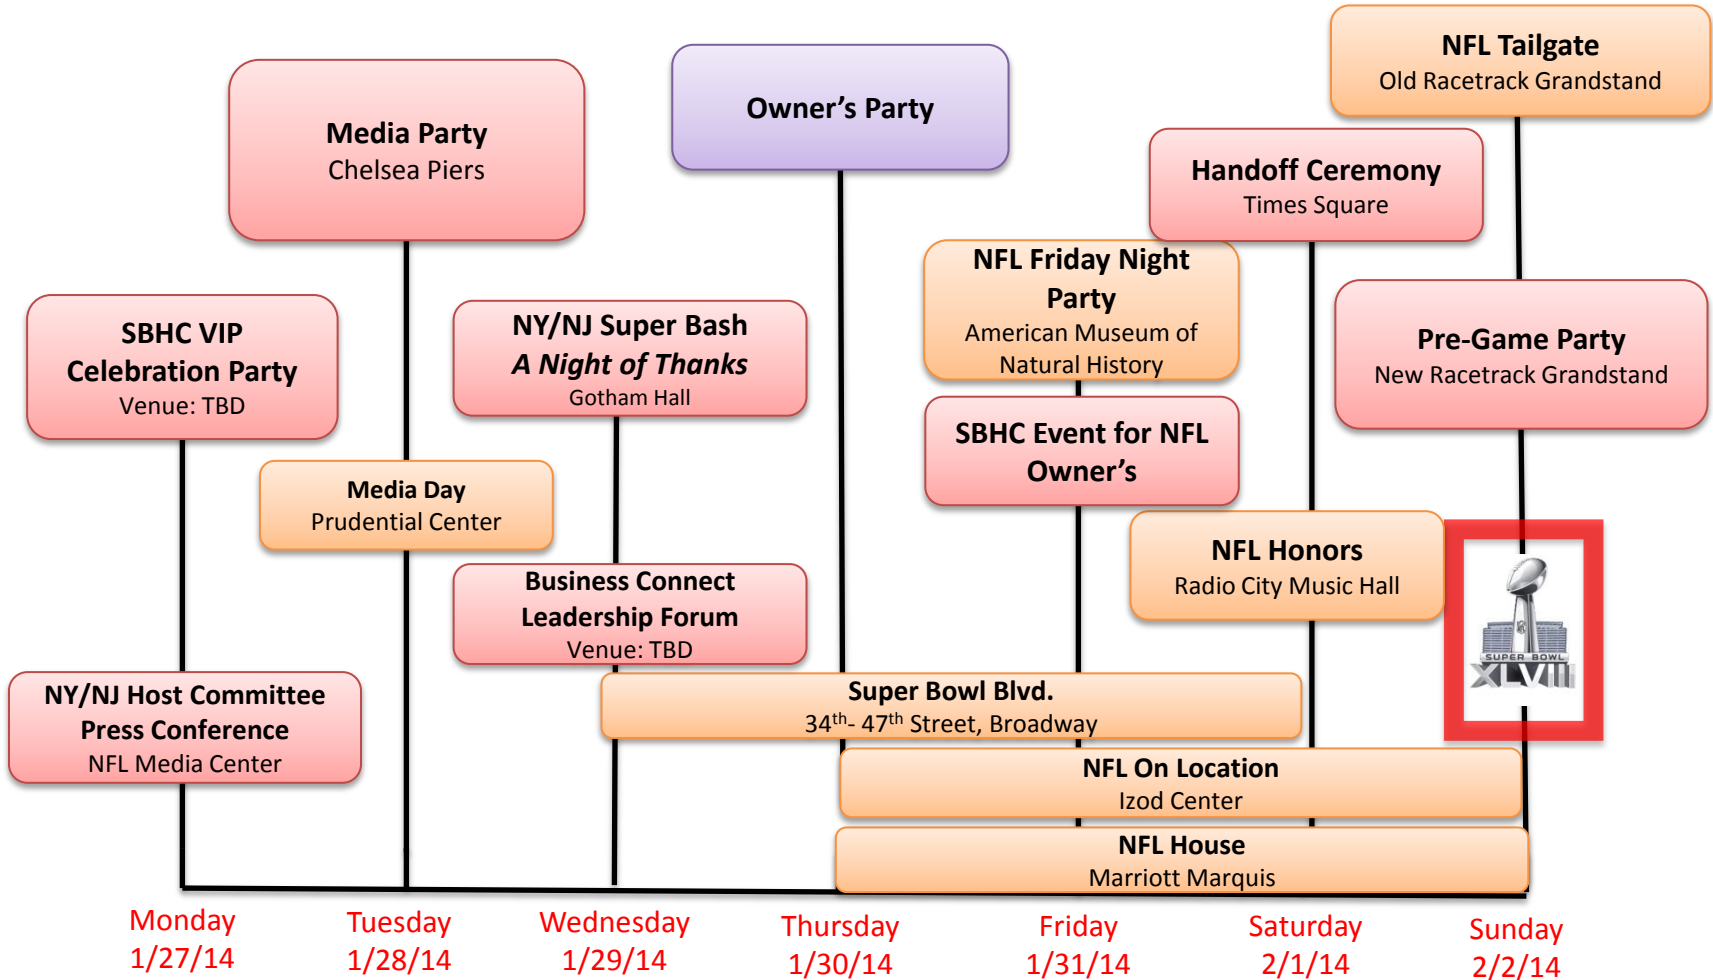 NFL Tailgate
Old Racetrack Grandstand
Owner’s Party
Media Party
Chelsea Piers
Handoff Ceremony
Times Square
NFL Friday Night
Party
American Museum of
Natural History
SBHC VIP
Celebration Party
Venue: TBD
NY/NJ Super Bash
A Night of Thanks
Gotham Hall
Pre-Game Party
New Racetrack Grandstand
SBHC Event for NFL
Owner’s
Media Day
Prudential Center
NFL Honors
Radio City Music Hall
Business Connect
Leadership Forum
Venue: TBD
SUPER BOWL
XLVIII
NY/NJ Host Committee
Press Conference
NFL Media Center
Super Bowl Blvd.
34th- 47th Street, Broadway
NFL On Location
Izod Center
NFL House
Marriott Marquis
Monday
1/27/14
Tuesday
1/28/14
Wednesday
1/29/14
Thursday
1/30/14
Friday
1/31/14
Saturday
2/1/14
Sunday
2/2/14